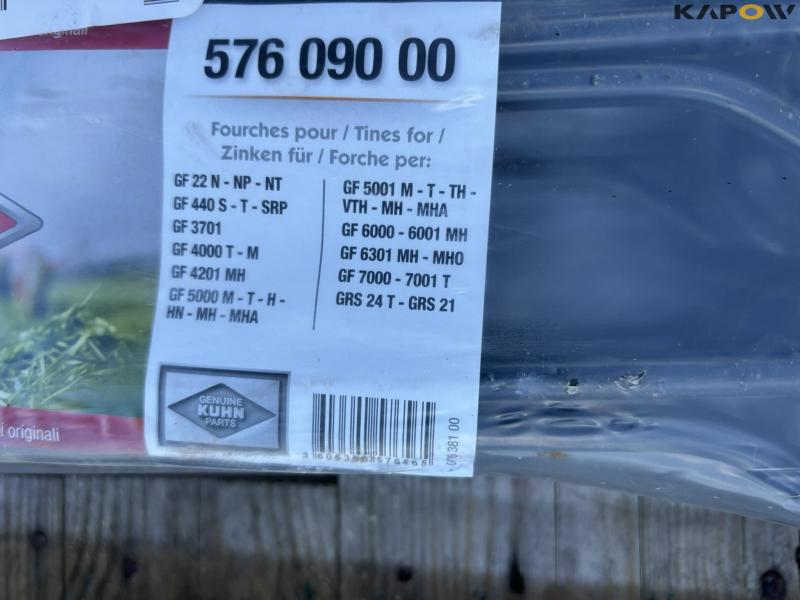 KAPOW
originali
576 090 00
Fourches pour / Tines for /
Zinken für / Forche per:
GF 22 N - NP - NT
GF 440 S - T - SRP
GF 3701
GF 4000 T - M
GF 4201 MH
GF 5000 M - T - H -
HN - MH - MHA
GF 5001 M - T - TH -
VTH - MH - MHA
GF 6000 - 6001 MH
GF 6301 MH - MHO
GF 7000 - 7001 T
GRS 24 T - GRS 21
GENUINE
KUHN
PARTS
i originali